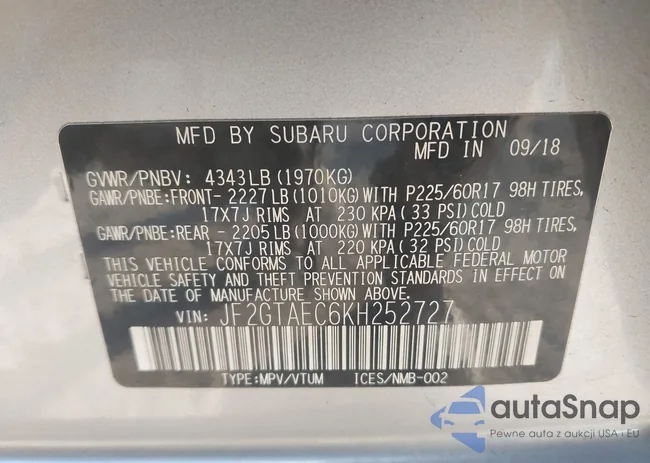 MFD BY SUBARU CORPORATION
MFD IN 09/18
GVWR/PNBV: 4343LB (1970KG)
GAWR/PNBE:FRONT- 2227LB(1010KG)WITH P225/60R17 98H TIRES,
17X7J RIMS AT 230 KPA( 33 PSI)COLD
GAWR/PNBE:REAR - 2205LB(1000KG)WITH P225/60R17 98H TIRES,
17X7J RIMS AT 220 KPA( 32 PSI)COLD
THIS VEHICLE CONFORMS TO ALL APPLICABLE FEDERAL MOTOR
VEHICLE SAFETY AND THEFT PREVENTION STANDARDS IN EFFECT ON
THE DATE OF MANUFACTURE SHOWN ABOVE.
VIN: JF2GTAEC6KH252727
TYPE:MPV/VTUM ICES/NMB-002
autaSnap
Pewne auta z aukcji USA i EU